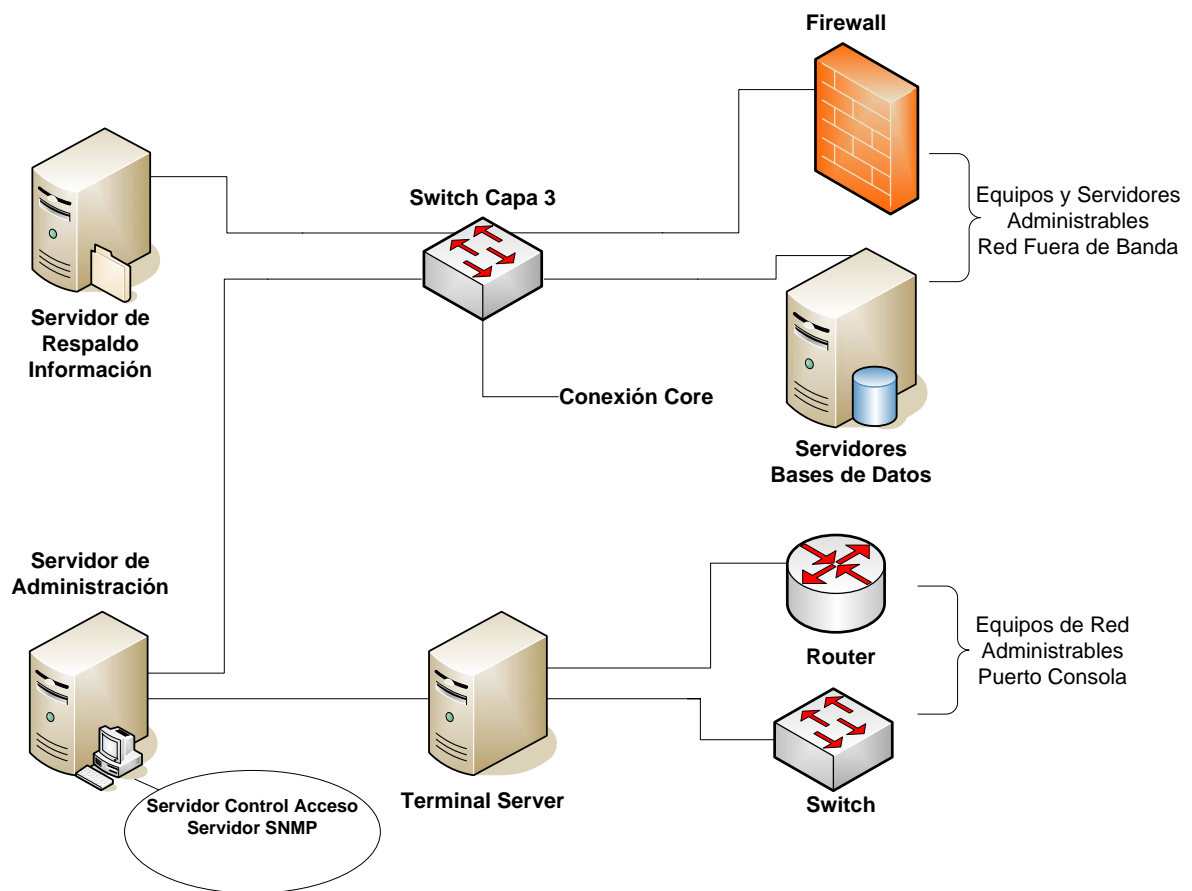 Firewall
Switch Capa 3
Equipos y Servidores
Administrables
Red Fuera de Banda
Servidor de
Respaldo
Información
Conexión Core
Servidores
Bases de Datos
Servidor de
Administración
Router
Equipos de Red
Administrables
Puerto Consola
Terminal Server
Switch
Servidor Control Acceso
Servidor SNMP